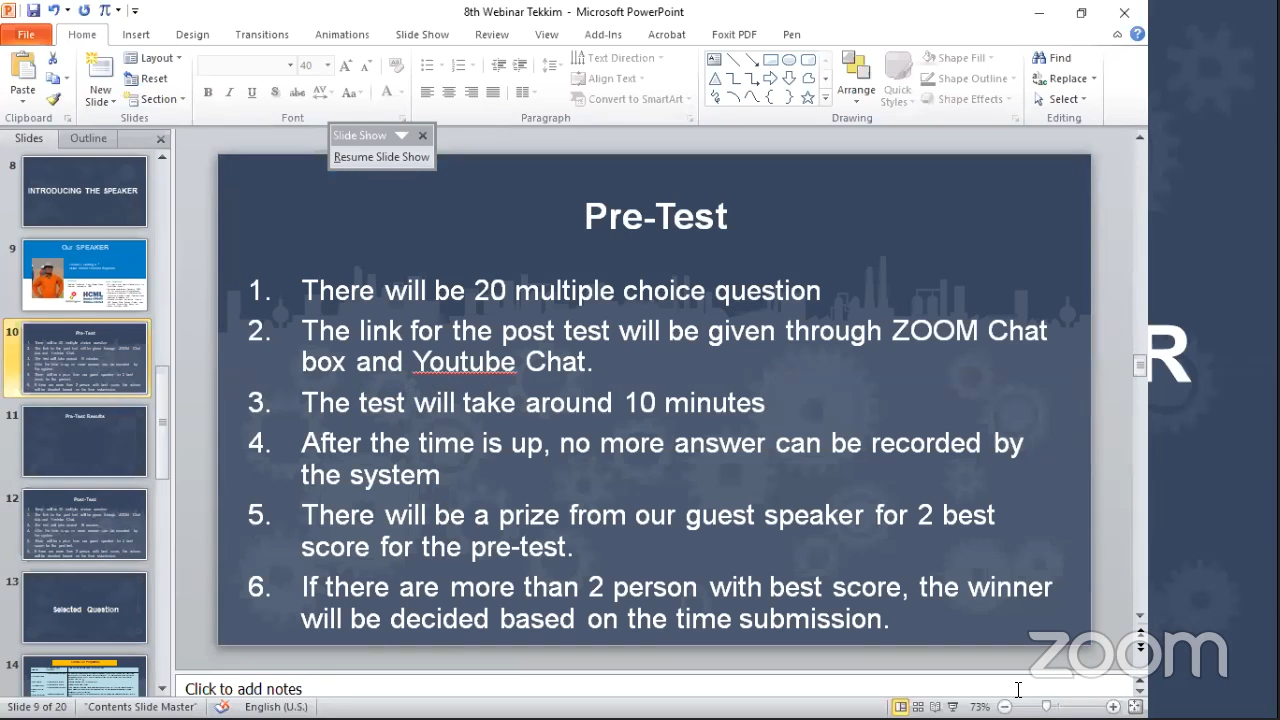 8th Webinar Tekkim - Microsoft PowerPoint
File Home Insert Design Transitions Animations Slide Show Review View Add-Ins Acrobat Foxit PDF Pen
Paste
Clipboard
New Slide
Layout
Reset
Section
Slides
40
Font
Text Direction
Align Text
Convert to SmartArt
Paragraph
Arrange
Quick Styles
Shape Fill
Shape Outline
Shape Effects
Drawing
Find
Replace
Select
Editing
Slides Outline
Slide Show
Resume Slide Show
8
INTRODUCING THE SPEAKER
9
Our SPEAKER
HCML
10
Pre-Test
11
Pre-Test Results
12
Post-Test
13
Selected Question
14
Pre-Test
1. There will be 20 multiple choice question
2. The link for the post test will be given through ZOOM Chat
box and Youtube Chat.
3. The test will take around 10 minutes
4. After the time is up, no more answer can be recorded by
the system
5. There will be a prize from our guest speaker for 2 best
score for the pre-test.
6. If there are more than 2 person with best score, the winner
will be decided based on the time submission.
R
zoom
Click to add notes
Slide 9 of 20 "Contents Slide Master" English (U.S.) 73%